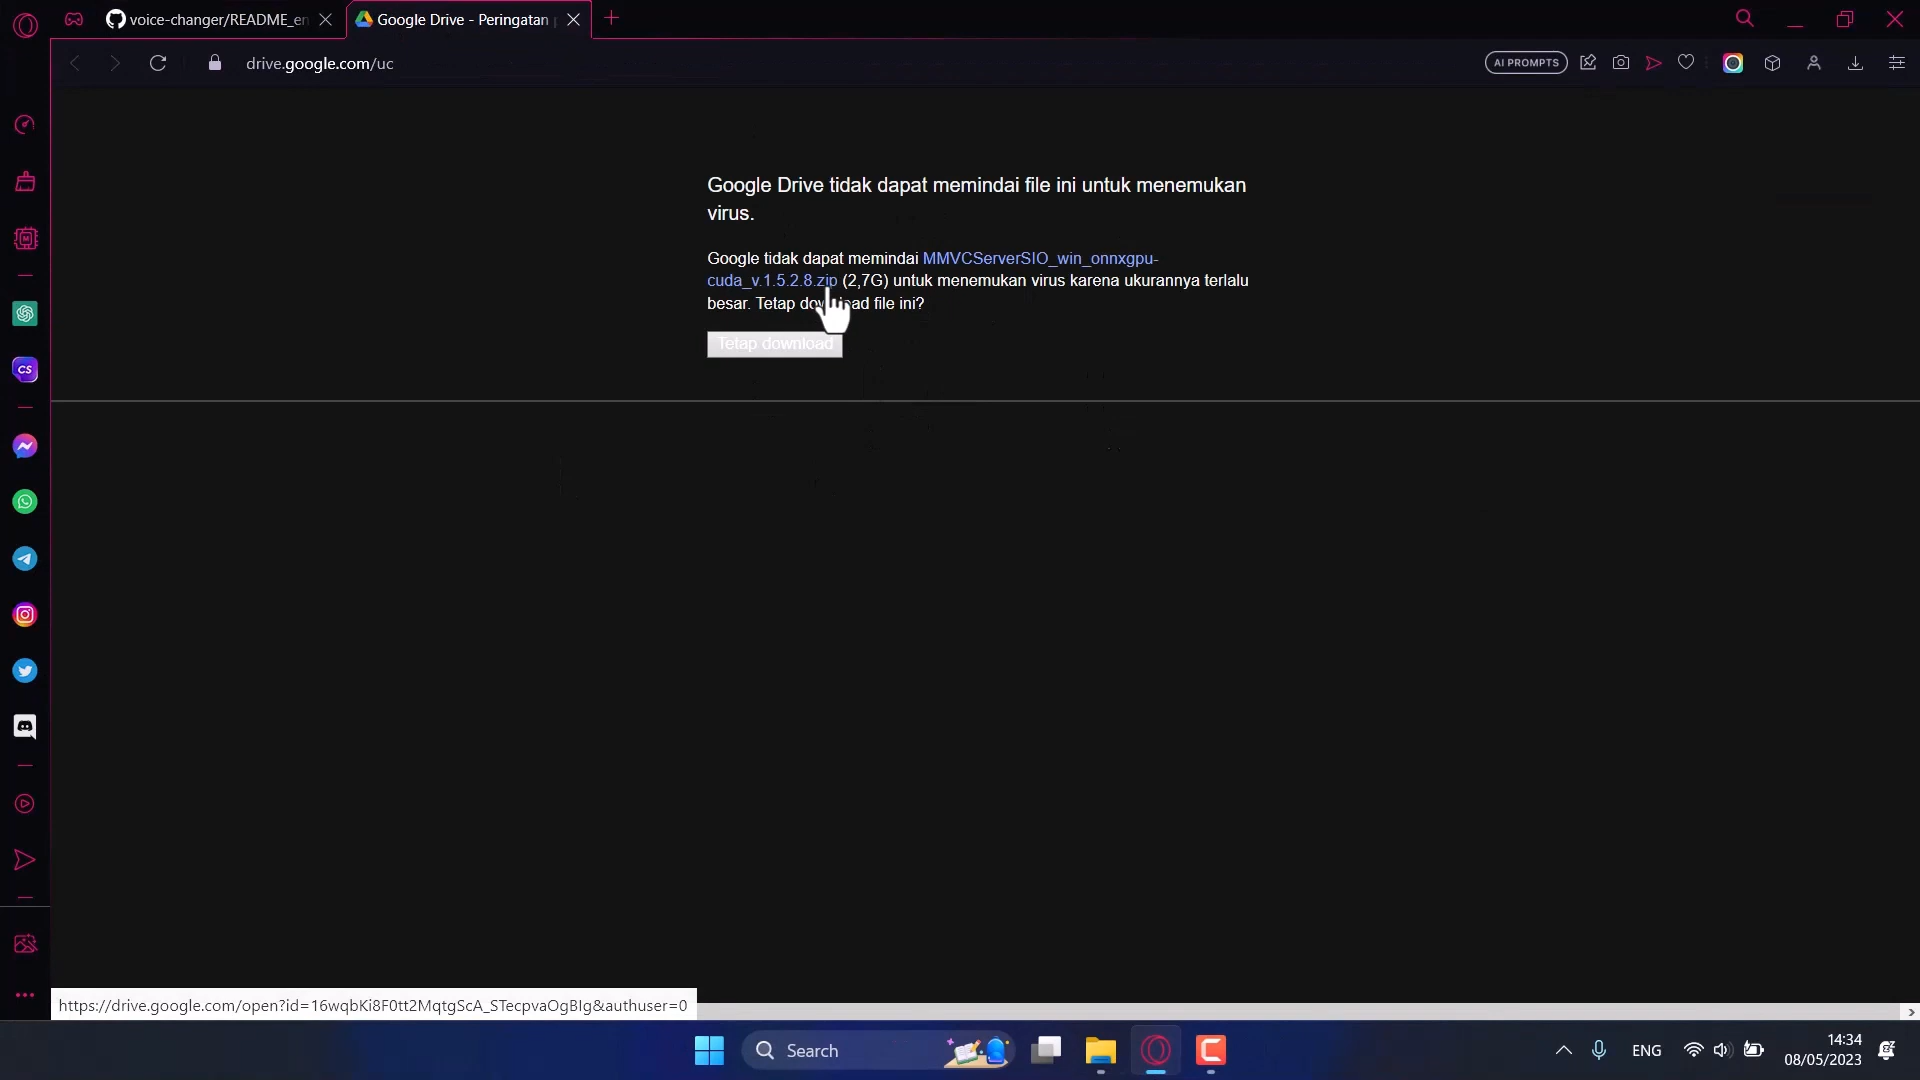 voice-changer/README_en
Google Drive - Peringatan
drive.google.com/uc
AI PROMPTS
Google Drive tidak dapat memindai file ini untuk menemukan
virus.
Google tidak dapat memindai MMVCServerSIO_win_onnxgpu-
cuda_v.1.5.2.8.zip (2,7G) untuk menemukan virus karena ukurannya terlalu
besar. Tetap download file ini?
Tetap download
CS
https://drive.google.com/open?id=16wqbKi8F0tt2MqtgScA_STecpvaOgBIg&authuser=0
Search
ENG
14:34
08/05/2023